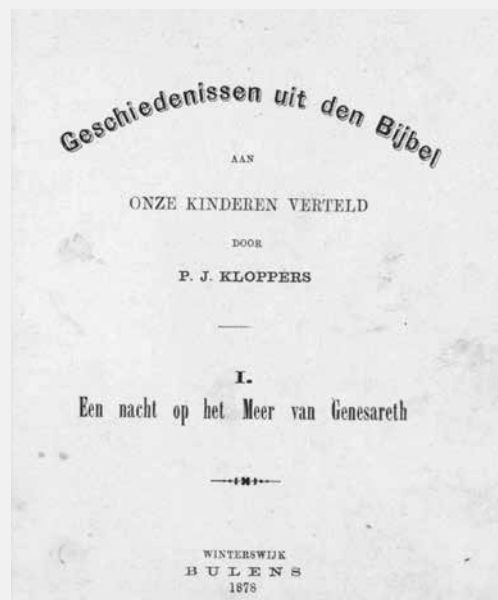 Geschiedenissen uit den Bijbel
AAN
ONZE KINDEREN VERTELD
DOOR
P. J. KLOPPERS
I.
Een nacht op het Meer van Genesareth
WINTERSWIJK
BULENS
1878